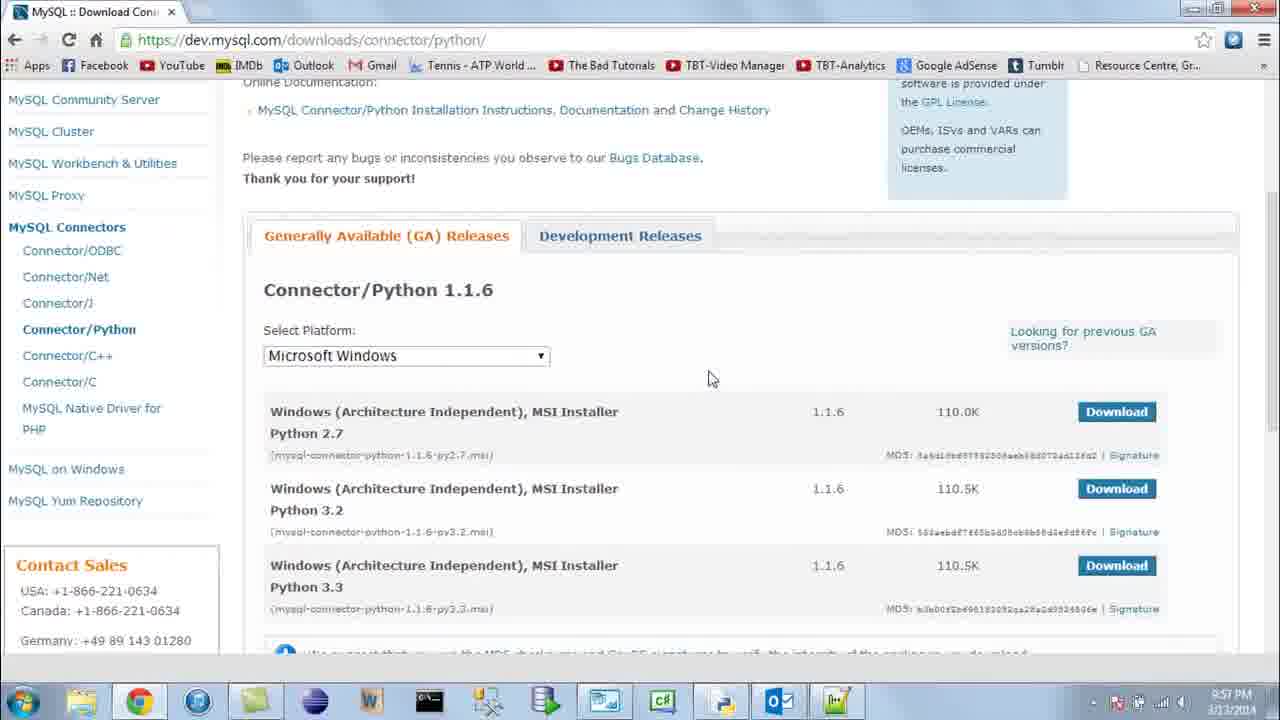 MySQL :: Download Conn
https://dev.mysql.com/downloads/connector/python/
Apps Facebook YouTube IMDb Outlook Gmail Tennis - ATP World ... The Bad Tutorials TBT-Video Manager TBT-Analytics Google AdSense Tumblr Resource Centre, Gr... »
MySQL Community Server
MySQL Cluster
MySQL Workbench & Utilities
MySQL Proxy
MySQL Connectors
Connector/ODBC
Connector/Net
Connector/J
Connector/Python
Connector/C++
Connector/C
MySQL Native Driver for
PHP
MySQL on Windows
MySQL Yum Repository
Contact Sales
USA: +1-866-221-0634
Canada: +1-866-221-0634
Germany: +49 89 143 01280
Online Documentation:
MySQL Connector/Python Installation Instructions, Documentation and Change History
Please report any bugs or inconsistencies you observe to our Bugs Database.
Thank you for your support!
software is provided under
the GPL License.
OEMs, ISVs and VARs can
purchase commercial
licenses.
Generally Available (GA) Releases Development Releases
Connector/Python 1.1.6
Select Platform:
Microsoft Windows
Looking for previous GA
versions?
Windows (Architecture Independent), MSI Installer 1.1.6 110.0K Download
Python 2.7
(mysql-connector-python-1.1.6-py2.7.msi) MD5: | Signature
Windows (Architecture Independent), MSI Installer 1.1.6 110.5K Download
Python 3.2
(mysql-connector-python-1.1.6-py3.2.msi) MD5: | Signature
Windows (Architecture Independent), MSI Installer 1.1.6 110.5K Download
Python 3.3
(mysql-connector-python-1.1.6-py3.3.msi) MD5: | Signature
9:57 PM
3/13/2014